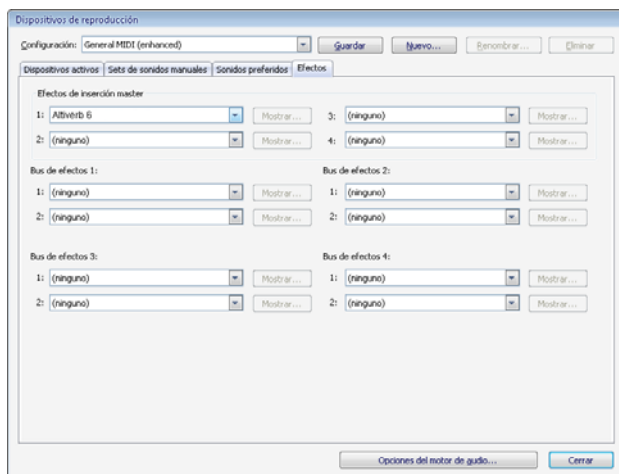 Dispositivos de reproducción
Configuración: General MIDI (enhanced) Guardar Nuevo... Renombrar... Eliminar
Dispositivos activos Sets de sonidos manuales Sonidos preferidos Efectos
Efectos de inserción master
1: Altiverb 6 Mostrar... 3: (ninguno) Mostrar...
2: (ninguno) Mostrar... 4: (ninguno) Mostrar...
Bus de efectos 1: Bus de efectos 2:
1: (ninguno) Mostrar... 1: (ninguno) Mostrar...
2: (ninguno) Mostrar... 2: (ninguno) Mostrar...
Bus de efectos 3: Bus de efectos 4:
1: (ninguno) Mostrar... 1: (ninguno) Mostrar...
2: (ninguno) Mostrar... 2: (ninguno) Mostrar...
Opciones del motor de audio... Cerrar